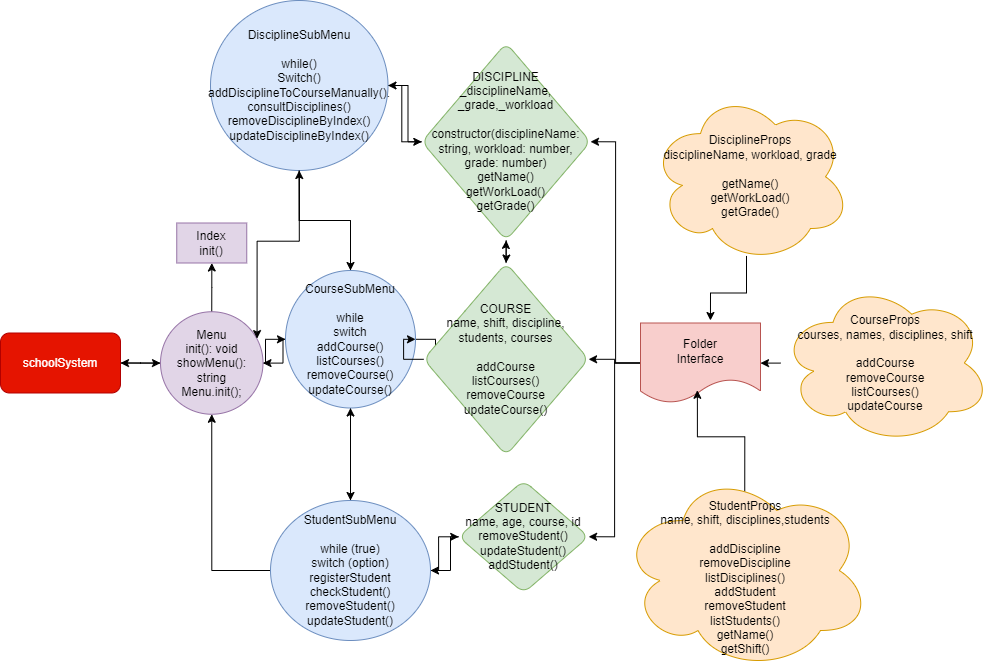 DisciplineSubMenu
while()
Switch()
addDisciplineToCourseManually().
consultDisciplines()
removeDisciplineByIndex()
updateDisciplineByIndex()
DISCIPLINE
_disciplineName,
_grade,_workload
constructor(disciplineName:
string, workload: number,
grade: number)
getName()
getWorkLoad()
getGrade()
DisciplineProps
disciplineName, workload, grade
getName()
getWorkLoad()
getGrade()
Index
init()
CourseSubMenu
while
switch
addCourse()
listCourses()
removeCourse()
updateCourse()
COURSE
name, shift, discipline,
students, courses
addCourse
listCourses()
removeCourse
updateCourse()
schoolSystem
Menu
init(): void
showMenu():
string
Menu.init();
Folder
Interface
CourseProps
courses, names, disciplines, shift
addCourse
removeCourse
listCourses()
updateCourse
StudentSubMenu
while (true)
switch (option)
registerStudent
checkStudent()
removeStudent()
updateStudent()
STUDENT
name, age, course, id
removeStudent()
updateStudent()
addStudent()
StudentProps
name, shift, disciplines,students
addDiscipline
removeDiscipline
listDisciplines()
addStudent
removeStudent
listStudents()
getName()
getShift()